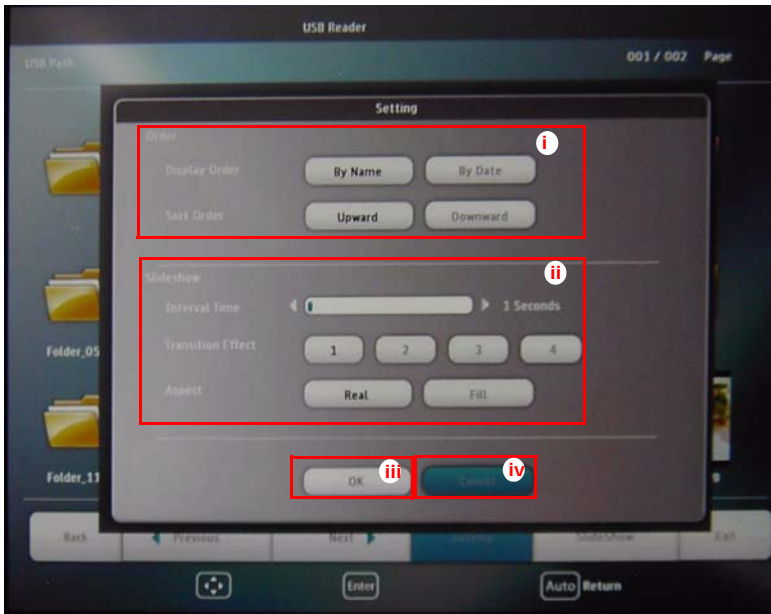 USB Reader
USB Path 001 / 002 Page
Setting
Order i
Display Order By Name By Date
Sort Order Upward Downward
ii
Slideshow
Interval Time 1 Seconds
Transition Effect 1 2 3 4
Aspect Real Fill
Folder_05
OK iii Cancel iv
Folder_11
Back Previous Next Setting SlideShow Exit
Enter Auto Return